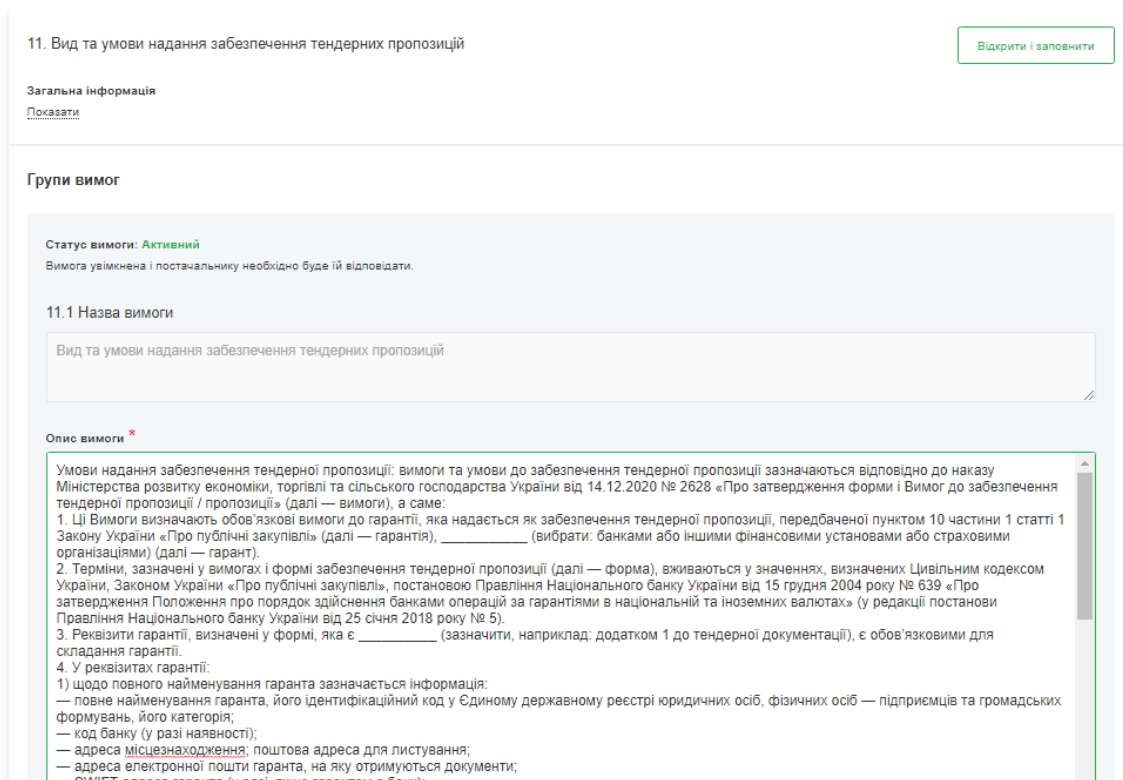 11. Вид та умови надання забезпечення тендерних пропозицій
Відкрити і заповнити
Загальна інформація
Показати
Групи вимог
Статус вимоги: Активний
Вимога увімкнена і постачальнику необхідно буде їй відповідати.
11.1 Назва вимоги
Вид та умови надання забезпечення тендерних пропозицій
Опис вимоги *
Умови надання забезпечення тендерної пропозиції: вимоги та умови до забезпечення тендерної пропозиції зазначаються відповідно до наказу
Міністерства розвитку економіки, торгівлі та сільського господарства України від 14.12.2020 № 2628 «Про затвердження форми і Вимог до забезпечення
тендерної пропозиції / пропозиції» (далі — вимоги), а саме:
1. Ці Вимоги визначають обов’язкові вимоги до гарантії, яка надається як забезпечення тендерної пропозиції, передбаченої пунктом 10 частини 1 статті 1
Закону України «Про публічні закупівлі» (далі — гарантія), ___________ (вибрати: банками або іншими фінансовими установами або страховими
організаціями) (далі — гарант).
2. Терміни, зазначені у вимогах і формі забезпечення тендерної пропозиції (далі — форма), вживаються у значеннях, визначених Цивільним кодексом
України, Законом України «Про публічні закупівлі», постановою Правління Національного банку України від 15 грудня 2004 року № 639 «Про
затвердження Положення про порядок здійснення банками операцій за гарантіями в національній та іноземних валютах» (у редакції постанови
Правління Національного банку України від 25 січня 2018 року № 5).
3. Реквізити гарантії, визначені у формі, яка є __________ (зазначити, наприклад: додатком 1 до тендерної документації), є обов’язковими для
складання гарантії.
4. У реквізитах гарантії:
1) щодо повного найменування гаранта зазначається інформація:
— повне найменування гаранта, його ідентифікаційний код у Єдиному державному реєстрі юридичних осіб, фізичних осіб — підприємців та громадських
формувань, його категорія;
— код банку (у разі наявності);
— адреса місцезнаходження; поштова адреса для листування;
— адреса електронної пошти гаранта, на яку отримуються документи;